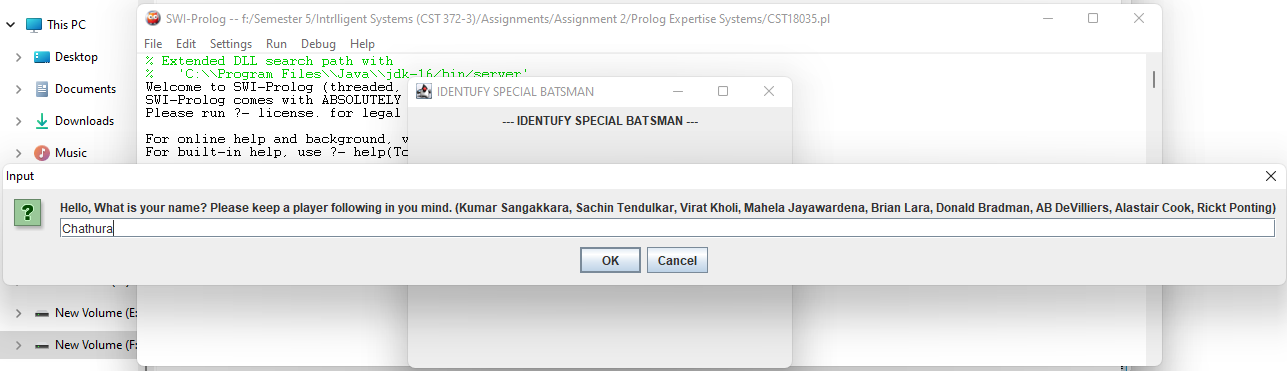 This PC
Desktop
Documents
Downloads
Music
New Volume (E:
New Volume (F:
SWI-Prolog -- f:/Semester 5/Intrlligent Systems (CST 372-3)/Assignments/Assignment 2/Prolog Expertise Systems/CST18035.pl
File Edit Settings Run Debug Help
% Extended DLL search path with
% 'C:\\Program Files\\Java\\jdk-16/bin/server'
Welcome to SWI-Prolog (threaded,
SWI-Prolog comes with ABSOLUTELY
Please run ?- license. for legal
For online help and background, v
For built-in help, use ?- help(To
IDENTUFY SPECIAL BATSMAN
--- IDENTUFY SPECIAL BATSMAN ---
Input
Hello, What is your name? Please keep a player following in you mind. (Kumar Sangakkara, Sachin Tendulkar, Virat Kholi, Mahela Jayawardena, Brian Lara, Donald Bradman, AB DeVilliers, Alastair Cook, Rickt Ponting)
Chathura
OK Cancel